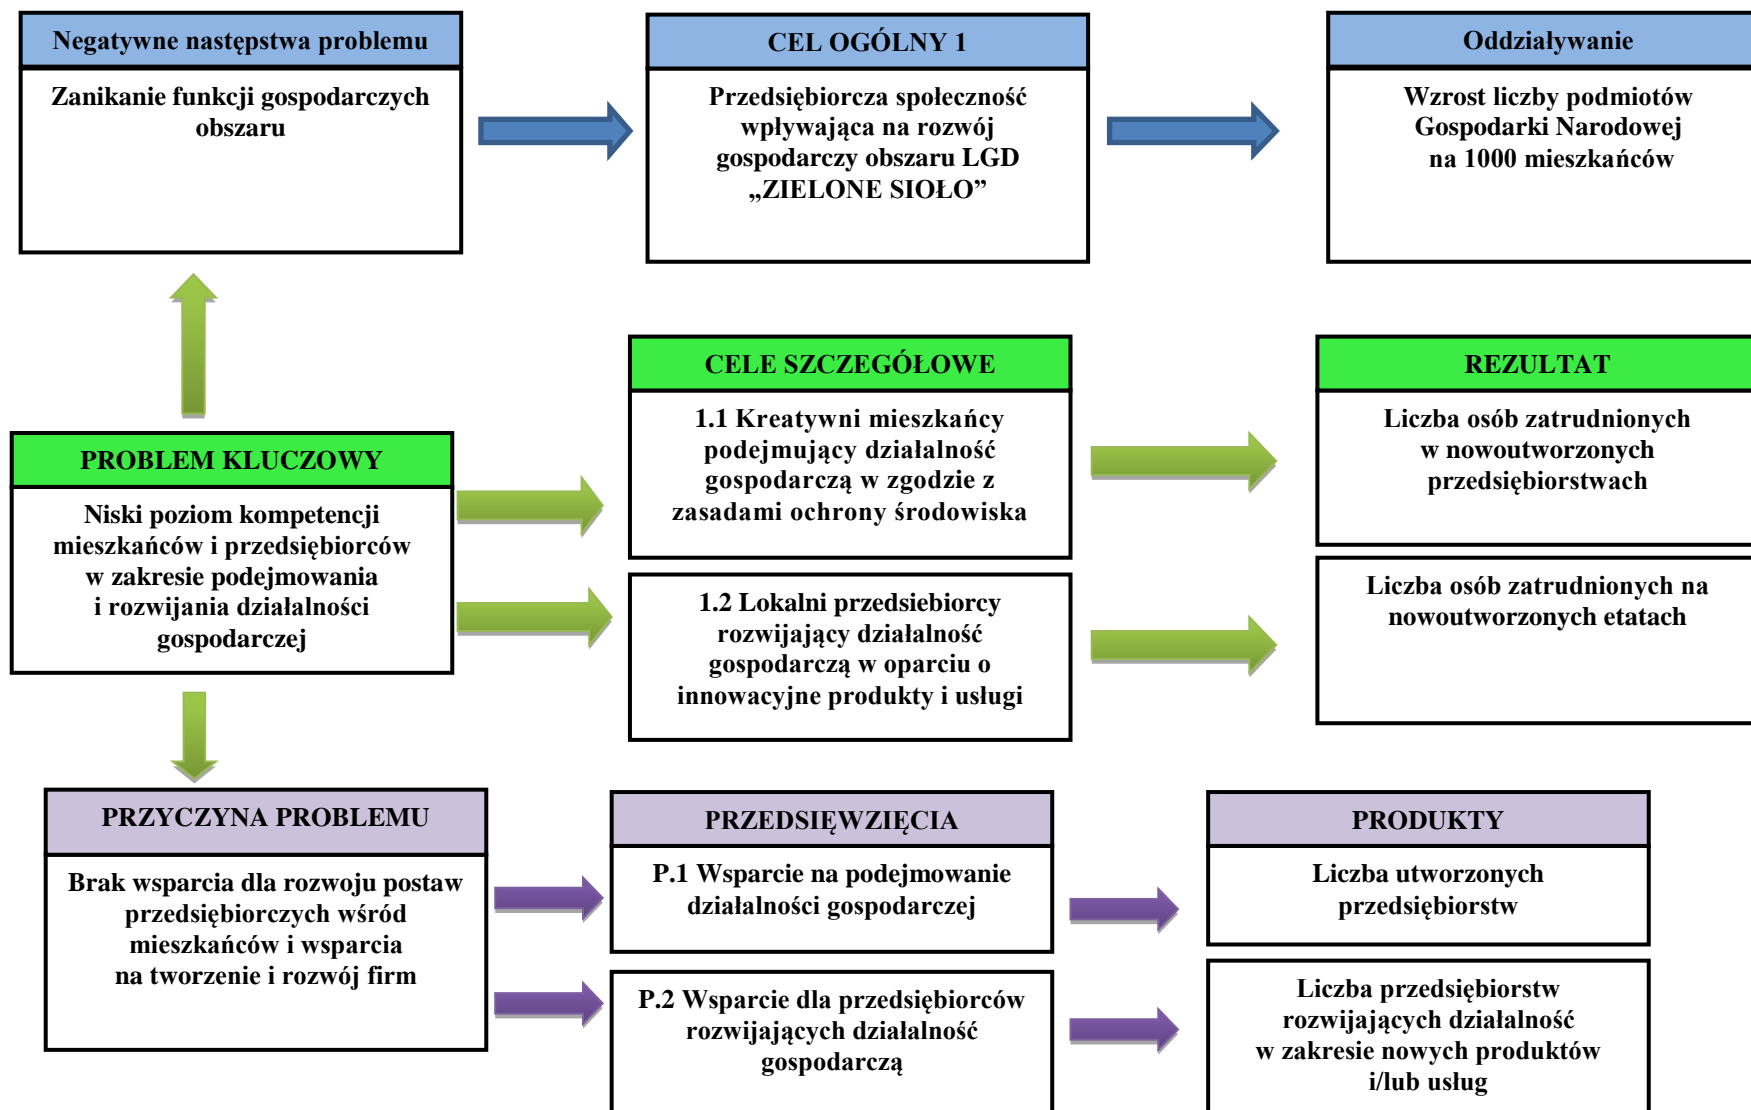 Negatywne następstwa problemu
Zanikanie funkcji gospodarczych
obszaru
CEL OGÓLNY 1
Przedsiębiorcza społeczność
wpływająca na rozwój
gospodarczy obszaru LGD
„ZIELONE SIOŁO”
Oddziaływanie
Wzrost liczby podmiotów
Gospodarki Narodowej
na 1000 mieszkańców
PROBLEM KLUCZOWY
Niski poziom kompetencji
mieszkańców i przedsiębiorców
w zakresie podejmowania
i rozwijania działalności
gospodarczej
CELE SZCZEGÓŁOWE
1.1 Kreatywni mieszkańcy
podejmujący działalność
gospodarczą w zgodzie z
zasadami ochrony środowiska
1.2 Lokalni przedsiebiorcy
rozwijający działalność
gospodarczą w oparciu o
innowacyjne produkty i usługi
REZULTAT
Liczba osób zatrudnionych
w nowoutworzonych
przedsiębiorstwach
Liczba osób zatrudnionych na
nowoutworzonych etatach
PRZYCZYNA PROBLEMU
Brak wsparcia dla rozwoju postaw
przedsiębiorczych wśród
mieszkańców i wsparcia
na tworzenie i rozwój firm
PRZEDSIĘWZIĘCIA
P.1 Wsparcie na podejmowanie
działalności gospodarczej
P.2 Wsparcie dla przedsiębiorców
rozwijających działalność
gospodarczą
PRODUKTY
Liczba utworzonych
przedsiębiorstw
Liczba przedsiębiorstw
rozwijających działalność
w zakresie nowych produktów
i/lub usług